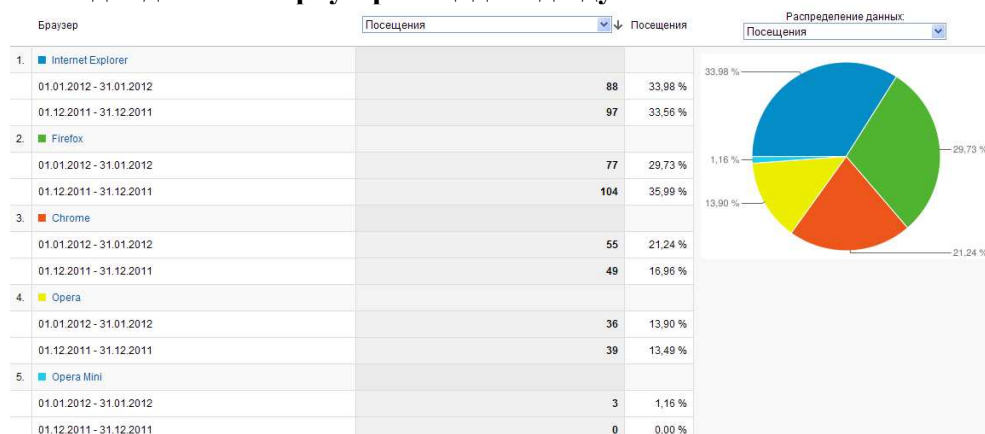 Распределение данных:
Браузер Посещения Посещения Посещения
1. Internet Explorer
01.01.2012 - 31.01.2012 88 33,98 %
01.12.2011 - 31.12.2011 97 33,56 %
2. Firefox
01.01.2012 - 31.01.2012 77 29,73 %
01.12.2011 - 31.12.2011 104 35,99 %
3. Chrome
01.01.2012 - 31.01.2012 55 21,24 %
01.12.2011 - 31.12.2011 49 16,96 %
4. Opera
01.01.2012 - 31.01.2012 36 13,90 %
01.12.2011 - 31.12.2011 39 13,49 %
5. Opera Mini
01.01.2012 - 31.01.2012 3 1,16 %
01.12.2011 - 31.12.2011 0 0,00 %
33,98 %
29,73 %
1,16 %
13,90 %
21,24 %